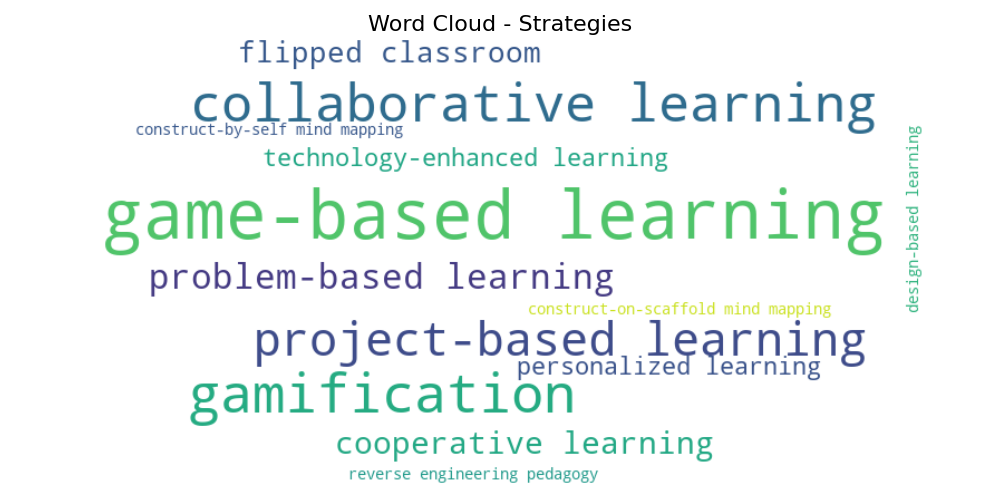 Word Cloud - Strategies
flipped classroom
collaborative learning
construct-by-self mind mapping
technology-enhanced learning
design-based learning
game-based learning
problem-based learning
construct-on-scaffold mind mapping
project-based learning
personalized learning
gamification
cooperative learning
reverse engineering pedagogy